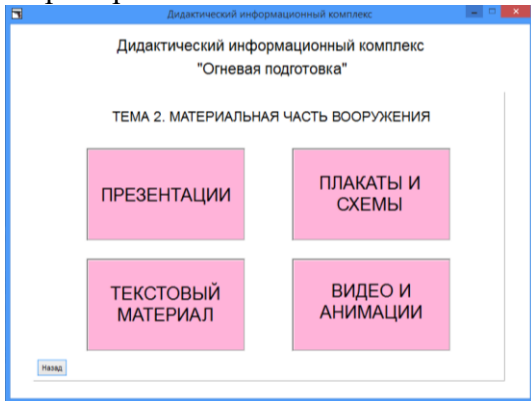 Дидактический информационный комплекс
Дидактический информационный комплекс
"Огневая подготовка"
ТЕМА 2. МАТЕРИАЛЬНАЯ ЧАСТЬ ВООРУЖЕНИЯ
ПРЕЗЕНТАЦИИ
ПЛАКАТЫ И
СХЕМЫ
ТЕКСТОВЫЙ
МАТЕРИАЛ
ВИДЕО И
АНИМАЦИИ
Назад